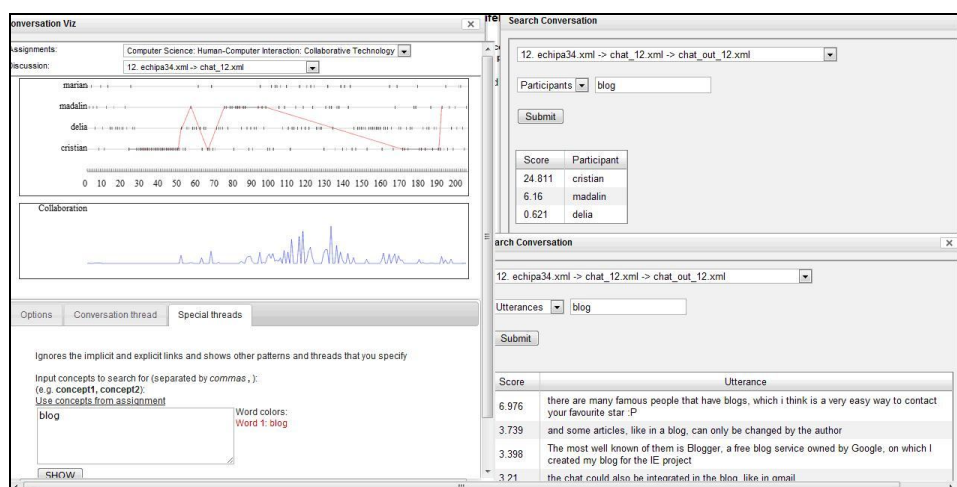 onversation Viz
Assignments:
Computer Science: Human-Computer Interaction: Collaborative Technology
Discussion:
12. echipa34.xml -> chat_12.xml
marian
madalin
delia
cristian
0 10 20 30 40 50 60 70 80 90 100 110 120 130 140 150 160 170 180 190 200
Collaboration
Options Conversation thread Special threads
Ignores the implicit and explicit links and shows other patterns and threads that you specify
Input concepts to search for (separated by commas , ):
(e.g. concept1, concept2):
Use concepts from assignment
blog
Word colors:
Word 1: blog
SHOW
Search Conversation
12. echipa34.xml -> chat_12.xml -> chat_out_12.xml
Participants blog
Submit
Score Participant
24.811 cristian
6.16 madalin
0.621 delia
arch Conversation
12. echipa34.xml -> chat_12.xml -> chat_out_12.xml
Utterances blog
Submit
Score Utterance
6.976 there are many famous people that have blogs, which i think is a very easy way to contact
your favourite star :P
3.739 and some articles, like in a blog, can only be changed by the author
3.398 The most well known of them is Blogger, a free blog service owned by Google, on which I
created my blog for the IE project
3.21 the chat could also be integrated in the blog, like in gmail